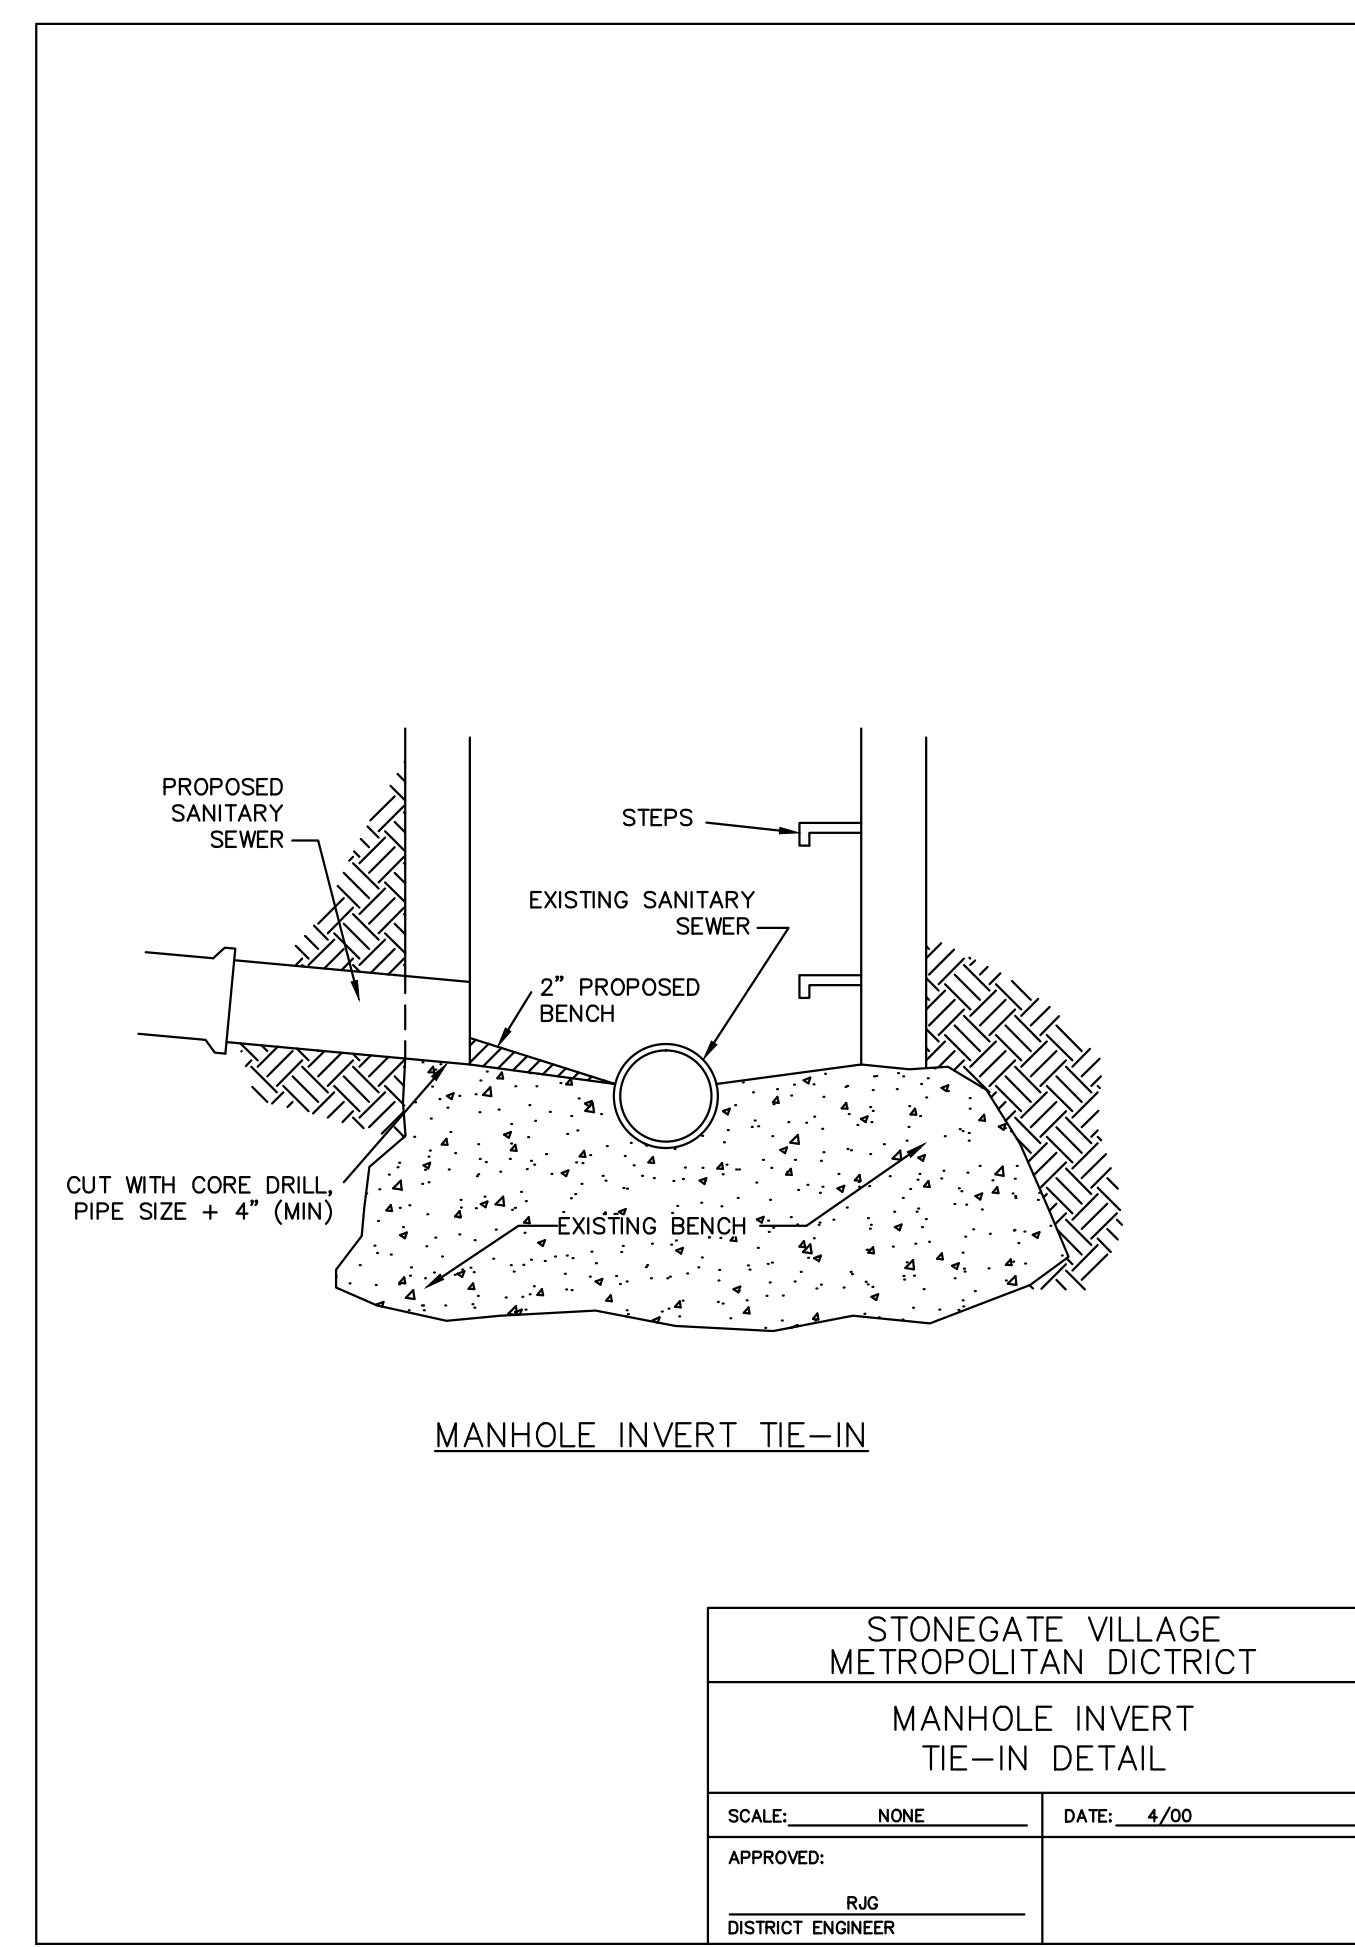 PROPOSED
SANITARY
SEWER
STEPS
EXISTING SANITARY
SEWER
2" PROPOSED
BENCH
CUT WITH CORE DRILL,
PIPE SIZE + 4" (MIN)
EXISTING BENCH
MANHOLE INVERT TIE-IN
STONEGATE VILLAGE
METROPOLITAN DICTRICT
MANHOLE INVERT
TIE-IN DETAIL
SCALE: NONE
DATE: 4/00
APPROVED:
RJG
DISTRICT ENGINEER